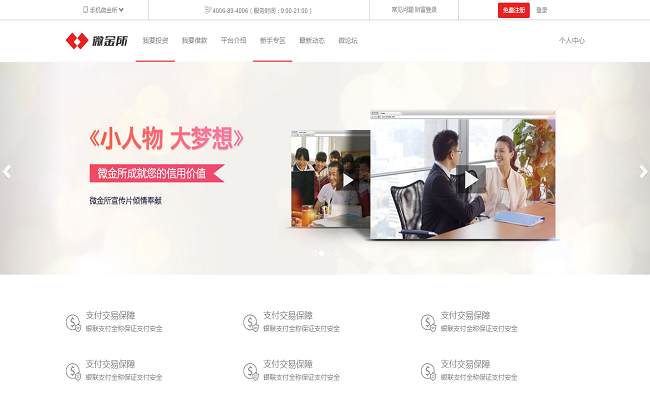 手机微金所
4006-89-4006 ( 服务时间：9:00-21:00 )
常见问题 财富登录
免费注册
登录
微金所
我要投资
我要借款
平台介绍
新手专区
最新动态
微论坛
个人中心
《小人物 大梦想》
微金所成就您的信用价值
微金所宣传片倾情奉献
支付交易保障
银联支付全称保证支付安全
支付交易保障
银联支付全称保证支付安全
支付交易保障
银联支付全称保证支付安全
支付交易保障
银联支付全称保证支付安全
支付交易保障
银联支付全称保证支付安全
支付交易保障
银联支付全称保证支付安全